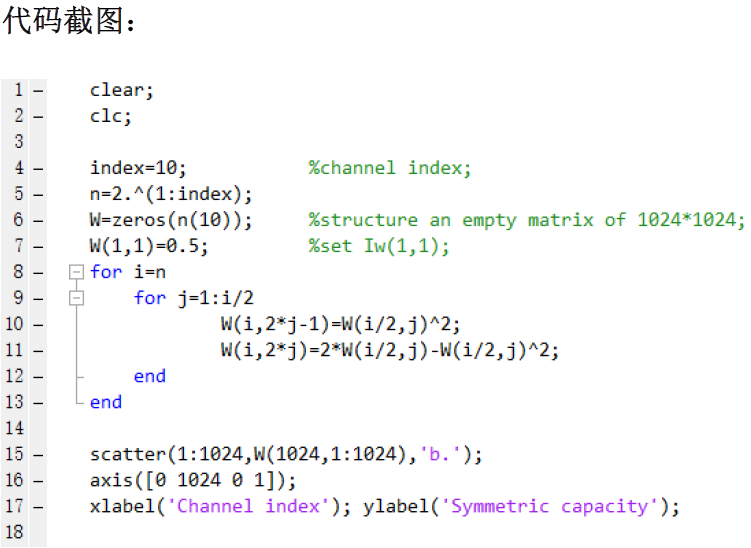 代码截图：
1 – clear;
2 – clc;
3
4 – index=10; %channel index;
5 – n=2.^(1:index);
6 – W=zeros(n(10)); %structure an empty matrix of 1024*1024;
7 – W(1,1)=0.5; %set Iw(1,1);
8 – for i=n
9 – for j=1:i/2
10 – W(i,2*j-1)=W(i/2,j)^2;
11 – W(i,2*j)=2*W(i/2,j)-W(i/2,j)^2;
12 – end
13 – end
14
15 – scatter(1:1024,W(1024,1:1024),'b.');
16 – axis([0 1024 0 1]);
17 – xlabel('Channel index'); ylabel('Symmetric capacity');
18